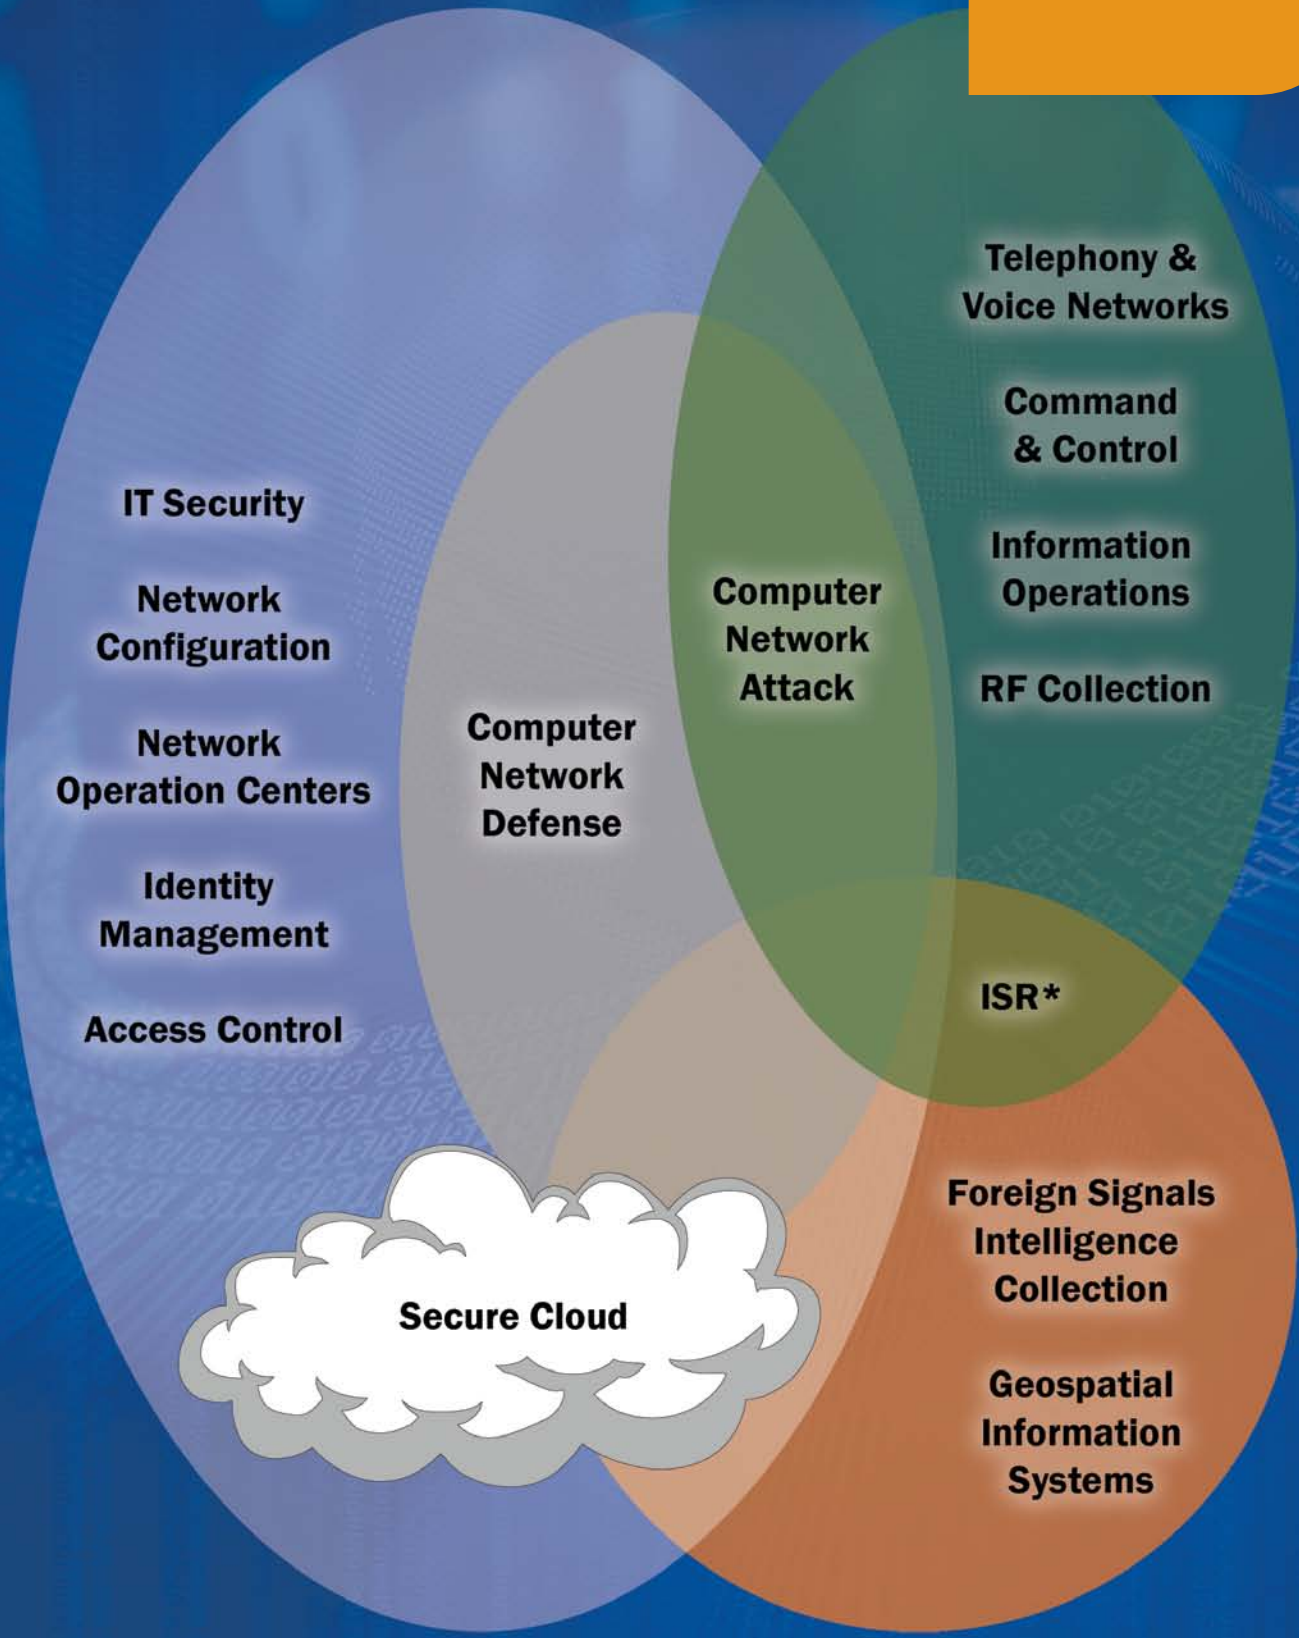 IT Security
Network
Configuration
Network
Operation Centers
Identity
Management
Access Control
Computer
Network
Defense
Computer
Network
Attack
Telephony &
Voice Networks
Command
& Control
Information
Operations
RF Collection
ISR*
Foreign Signals
Intelligence
Collection
Geospatial
Information
Systems
Secure Cloud